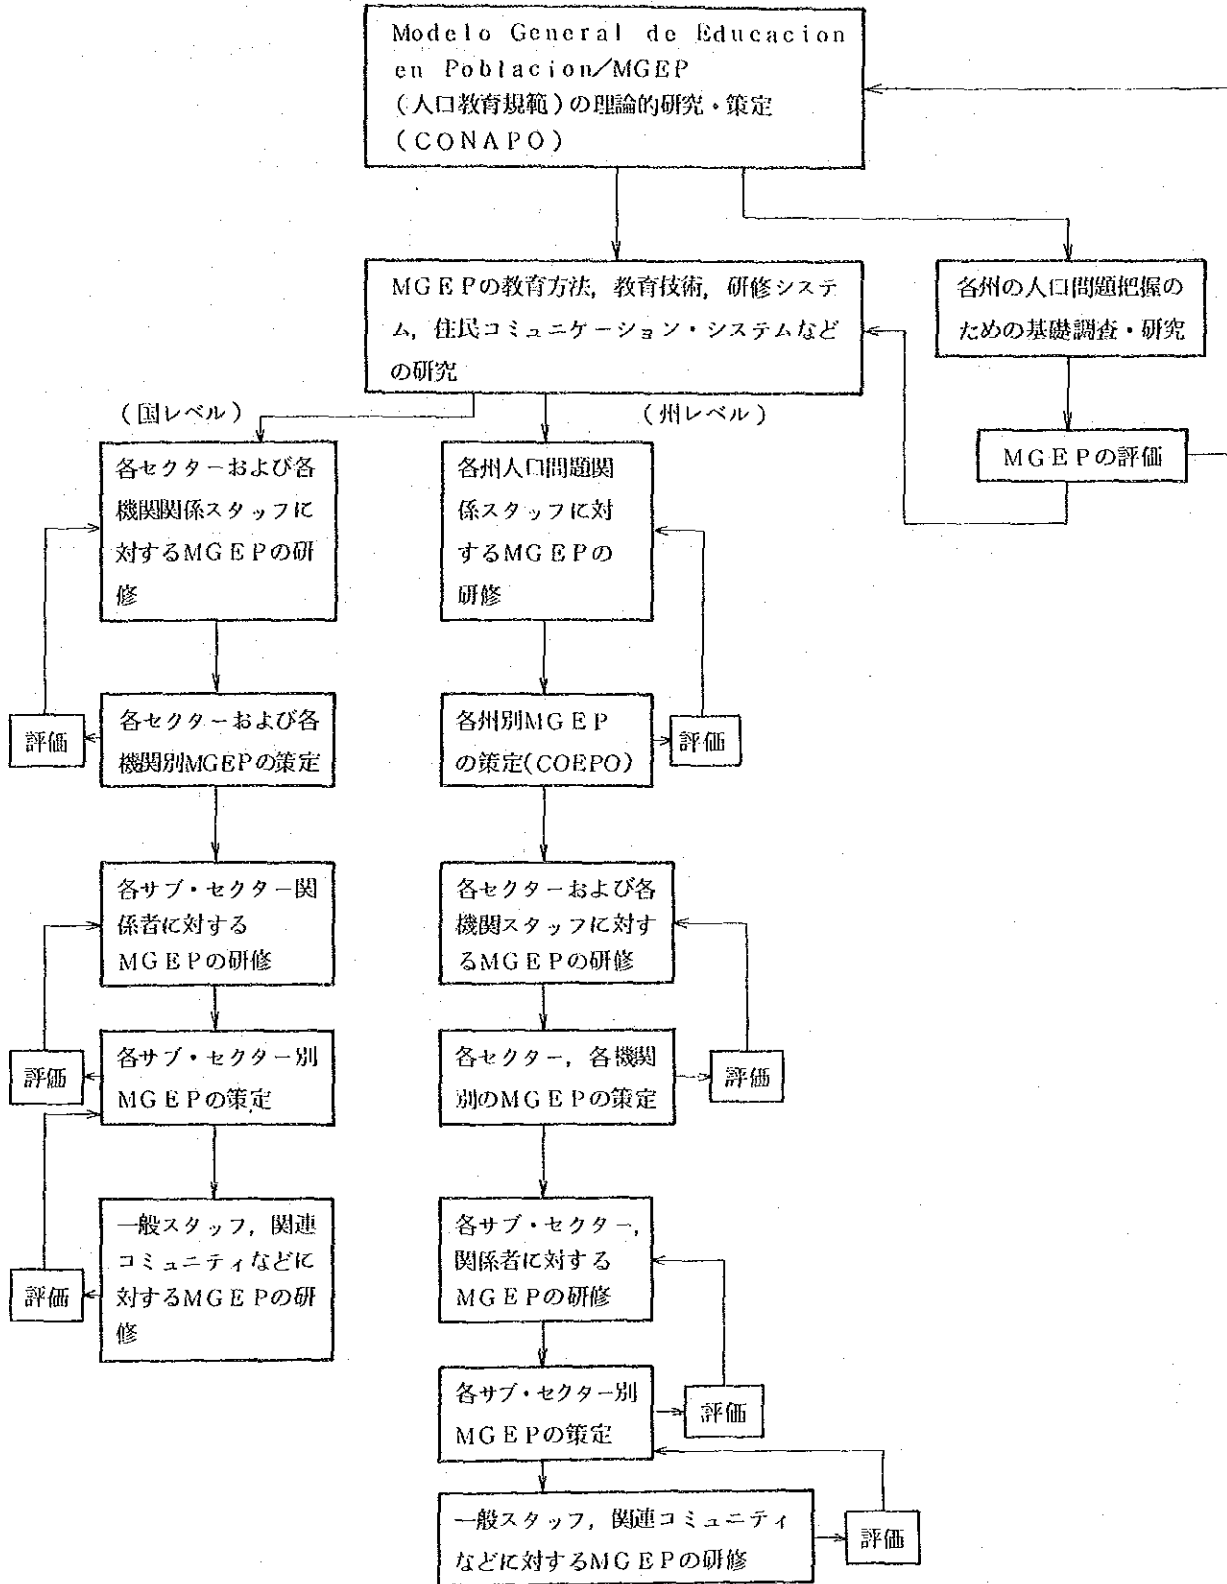 Modelo General de Educacion
en Poblacion/MGEP
(人口教育規範)の理論的研究・策定
(CONAPO)
MGEPの教育方法,教育技術,研修システ
ム,住民コミュニケーション・システムなど
の研究
各州の人口問題把握の
ための基礎調査・研究
MGEPの評価
(国レベル)
(州レベル)
各セクターおよび各
機関関係スタッフに
対するMGEPの研
修
評価
各セクターおよび各
機関別MGEPの策定
各サブ・セクター関
係者に対する
MGEPの研修
評価
各サブ・セクター別
MGEPの策定
評価
一般スタッフ,関連
コミュニティなどに
対するMGEPの研
修
各州人口問題関
係スタッフに対
するMGEPの
研修
各州別MGEP
の策定(COEPO)
評価
各セクターおよび各
機関スタッフに対す
るMGEPの研修
各セクター,各機関
別のMGEPの策定
評価
各サブ・セクター,
関係者に対する
MGEPの研修
各サブ・セクター別
MGEPの策定
評価
一般スタッフ,関連コミュニティ
などに対するMGEPの研修
評価